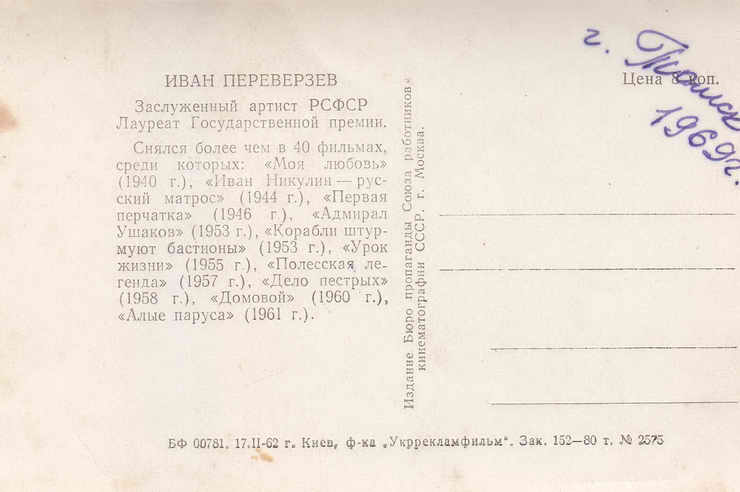 ИВАН ПЕРЕВЕРЗЕВ
Заслуженный артист РСФСР
Лауреат Государственной премии.
Снялся более чем в 40 фильмах,
среди которых: «Моя любовь»
(1940 г.), «Иван Никулин — рус-
ский матрос» (1944 г.), «Первая
перчатка» (1946 г.), «Адмирал
Ушаков» (1953 г.), «Корабли штур-
муют бастионы» (1953 г.), «Урок
жизни» (1955 г.), «Полесская ле-
генда» (1957 г.), «Дело пестрых»
(1958 г.), «Домовой» (1960 г.),
«Алые паруса» (1961 г.).
Издание Бюро пропаганды Союза работников
кинематографии СССР. г. Москва.
г. Томск
1969г.
Цена 8 коп.
БФ 00781. 17.II-62 г. Киев, ф-ка „Укррекламфильм". Зак. 152—80 т. № 2575